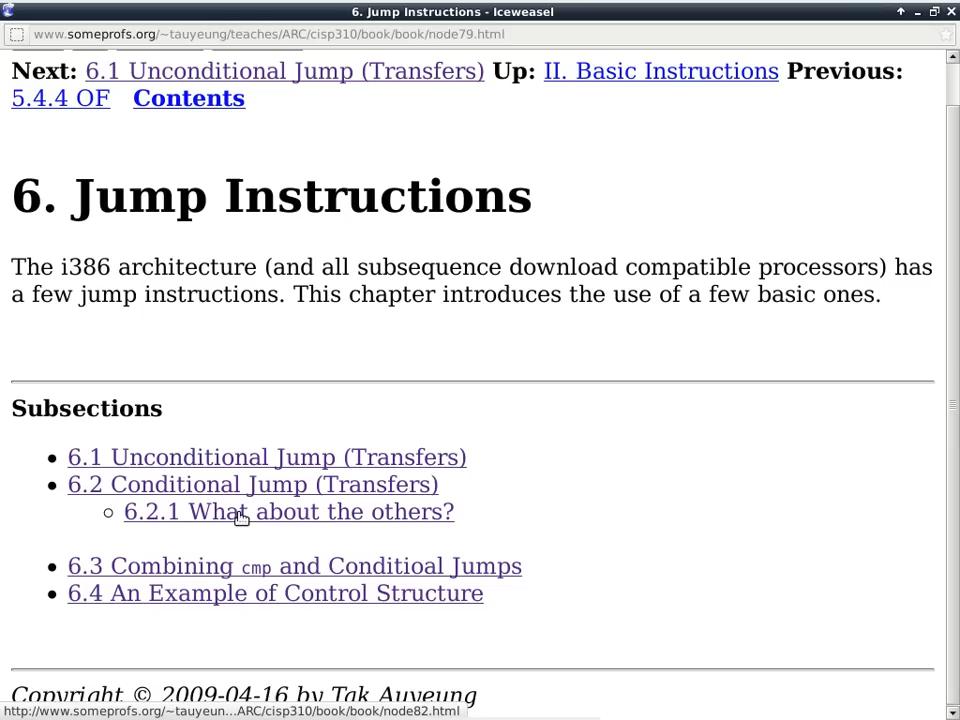 6. Jump Instructions - Iceweasel
www.someprofs.org/~tauyeung/teaches/ARC/cisp310/book/book/node79.html
Next: 6.1 Unconditional Jump (Transfers) Up: II. Basic Instructions Previous:
5.4.4 OF Contents
6. Jump Instructions
The i386 architecture (and all subsequence download compatible processors) has
a few jump instructions. This chapter introduces the use of a few basic ones.
Subsections
• 6.1 Unconditional Jump (Transfers)
• 6.2 Conditional Jump (Transfers)
○ 6.2.1 What about the others?
• 6.3 Combining cmp and Conditioal Jumps
• 6.4 An Example of Control Structure
Copyright © 2009-04-16 by Tak Auyeung
http://www.someprofs.org/~tauyeun...ARC/cisp310/book/book/node82.html